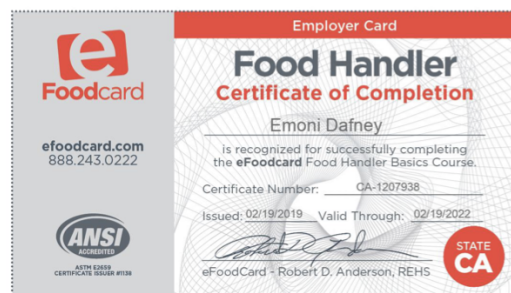 Employer Card
e
Foodcard
efoodcard.com
888.243.0222
ANSI
ACCREDITED
ASTM E2659
CERTIFICATE ISSUER #1139
Food Handler
Certificate of Completion
Emoni Dafney
is recognized for successfully completing
the eFoodcard Food Handler Basics Course.
Certificate Number: CA-1207938
Issued: 02/19/2019 Valid Through: 02/19/2022
eFoodCard - Robert D. Anderson, REHS
STATE
CA